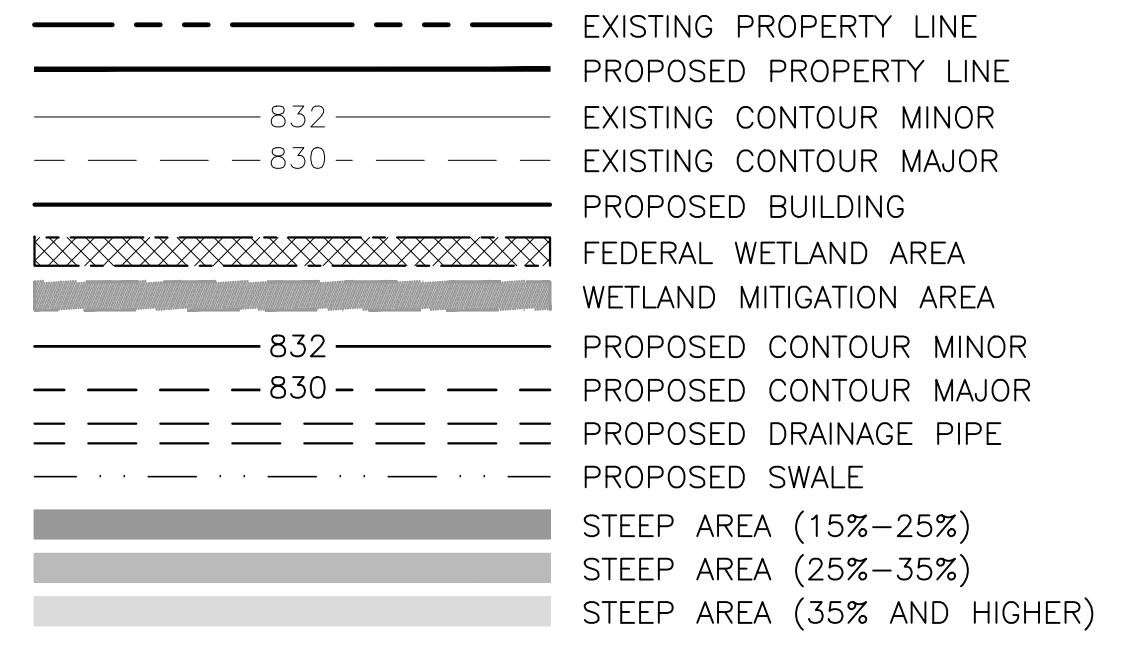 EXISTING PROPERTY LINE
PROPOSED PROPERTY LINE
832 EXISTING CONTOUR MINOR
830 EXISTING CONTOUR MAJOR
PROPOSED BUILDING
FEDERAL WETLAND AREA
WETLAND MITIGATION AREA
832 PROPOSED CONTOUR MINOR
830 PROPOSED CONTOUR MAJOR
PROPOSED DRAINAGE PIPE
PROPOSED SWALE
STEEP AREA (15%-25%)
STEEP AREA (25%-35%)
STEEP AREA (35% AND HIGHER)